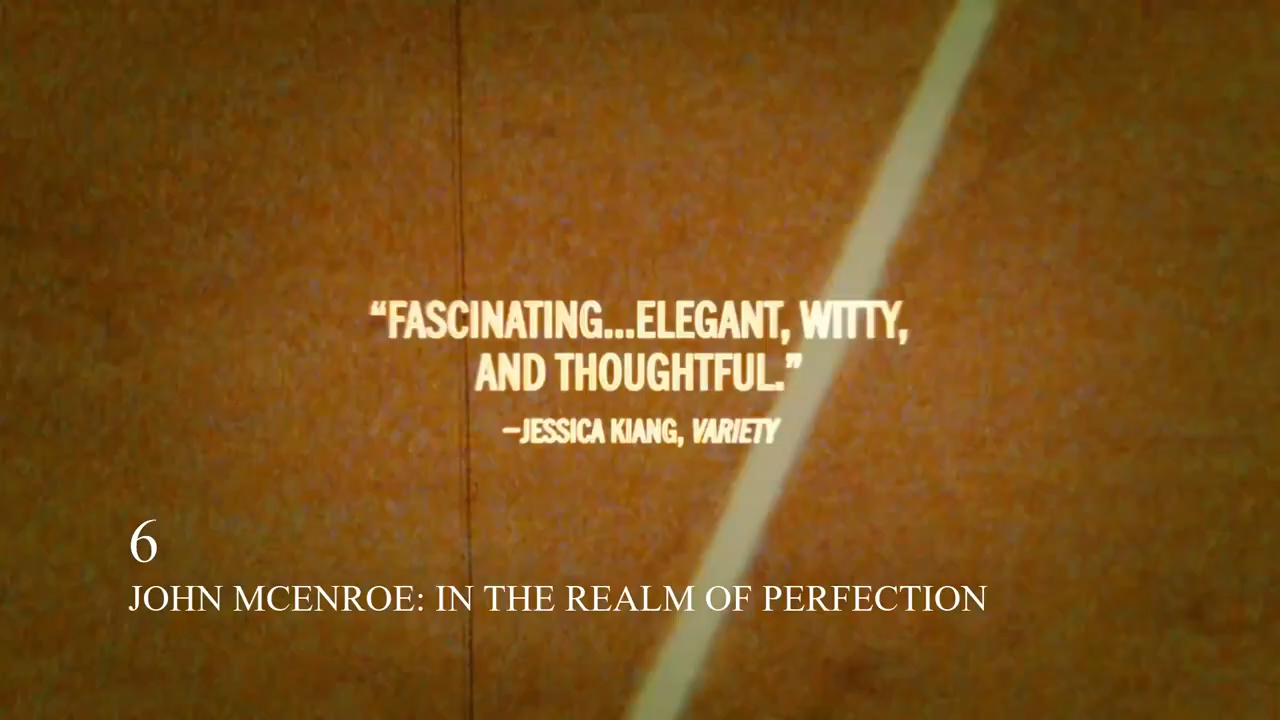 “FASCINATING...ELEGANT, WITTY,
AND THOUGHTFUL.”
–JESSICA KIANG, VARIETY
6
JOHN MCENROE: IN THE REALM OF PERFECTION